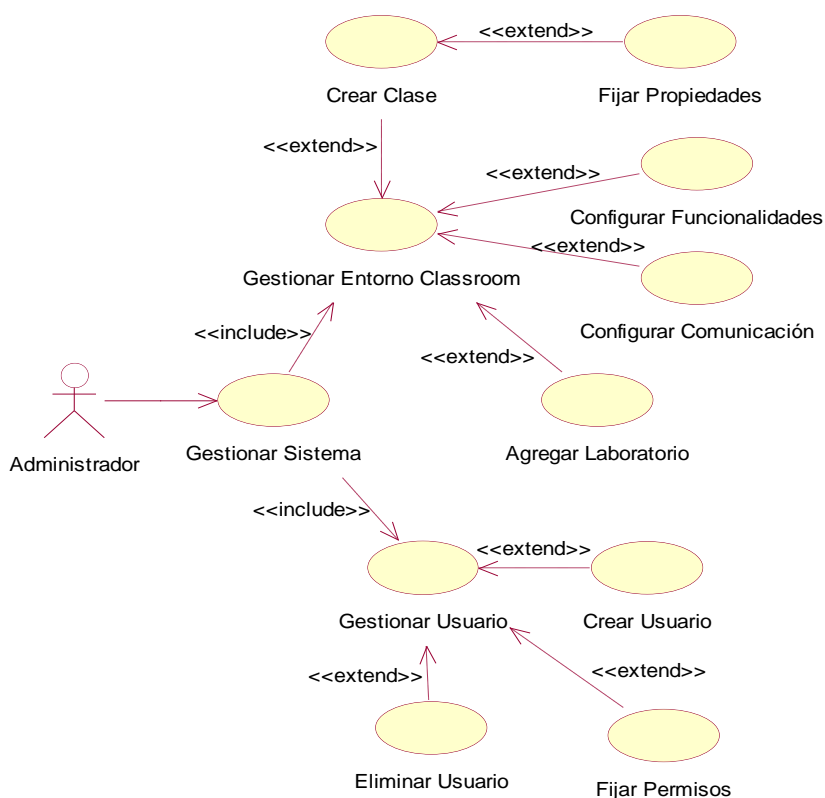 <<extend>>
Crear Clase
Fijar Propiedades
<<extend>>
<<extend>>
Configurar Funcionalidades
<<extend>>
Gestionar Entorno Classroom
Configurar Comunicación
<<include>>
<<extend>>
Administrador
Gestionar Sistema
Agregar Laboratorio
<<include>>
<<extend>>
Gestionar Usuario
Crear Usuario
<<extend>>
<<extend>>
Eliminar Usuario
Fijar Permisos